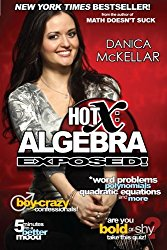 NEW YORK TIMES BESTSELLER!
from the author of
MATH DOESN'T SUCK
DANICA
McKELLAR
HOT X:
ALGEBRA
EXPOSED!
*word problems
polynomials
quadratic equations
and more
boy-crazy
confessionals!
5 minutes
to a
better
mood
are you
bold or shy
take this quiz!